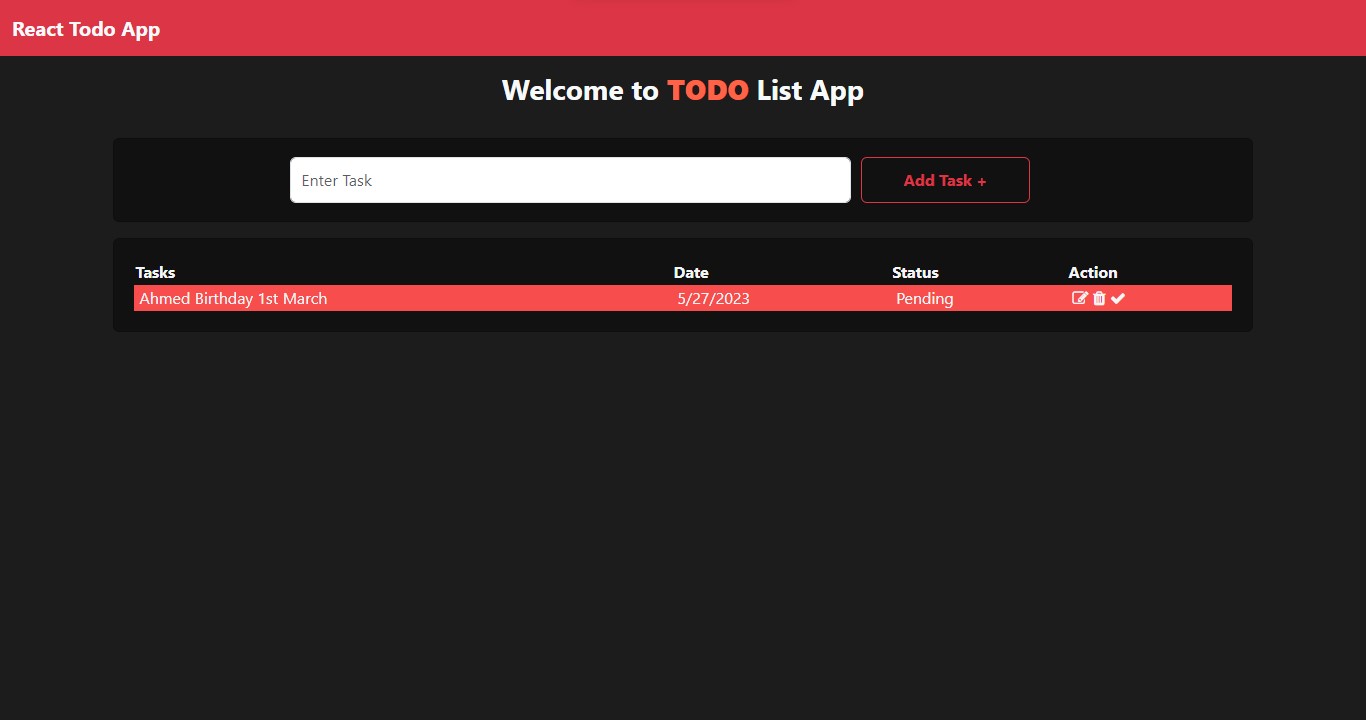 React Todo App
Welcome to TODO List App
Enter Task
Add Task +
Tasks Date Status Action
Ahmed Birthday 1st March 5/27/2023 Pending